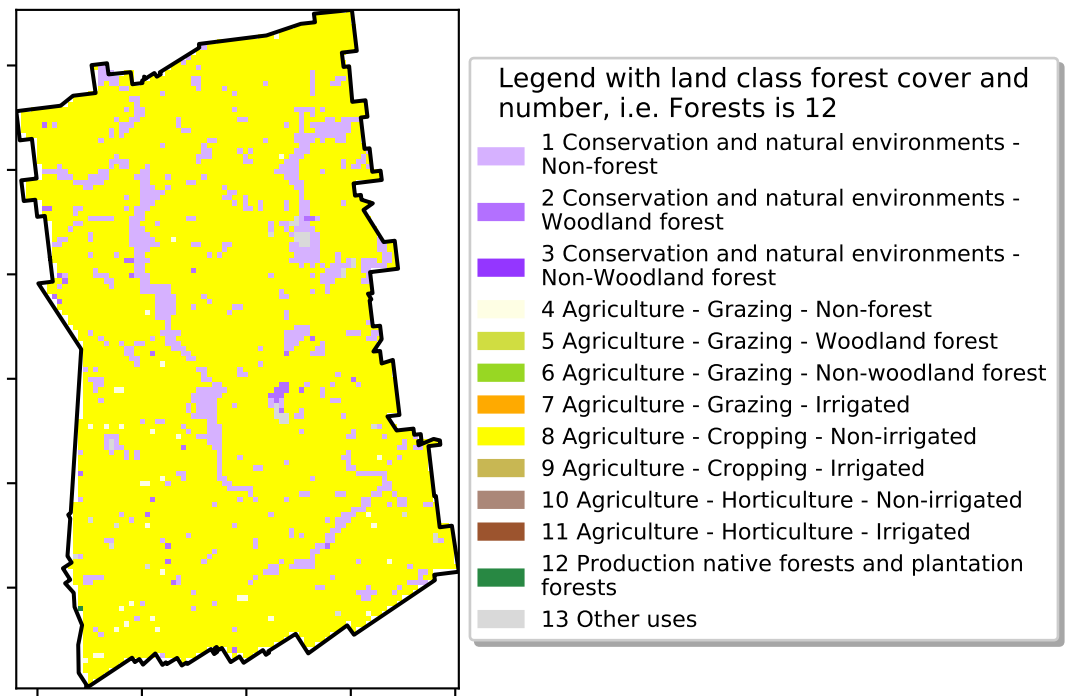 Legend with land class forest cover and
number, i.e. Forests is 12
1 Conservation and natural environments -
Non-forest
2 Conservation and natural environments -
Woodland forest
3 Conservation and natural environments -
Non-Woodland forest
4 Agriculture - Grazing - Non-forest
5 Agriculture - Grazing - Woodland forest
6 Agriculture - Grazing - Non-woodland forest
7 Agriculture - Grazing - Irrigated
8 Agriculture - Cropping - Non-irrigated
9 Agriculture - Cropping - Irrigated
10 Agriculture - Horticulture - Non-irrigated
11 Agriculture - Horticulture - Irrigated
12 Production native forests and plantation
forests
13 Other uses